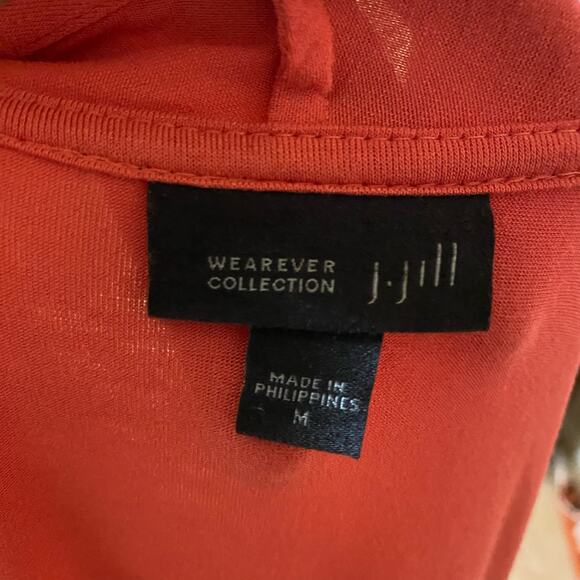 WEAREVER
COLLECTION
J.Jill
MADE IN
PHILIPPINES
M